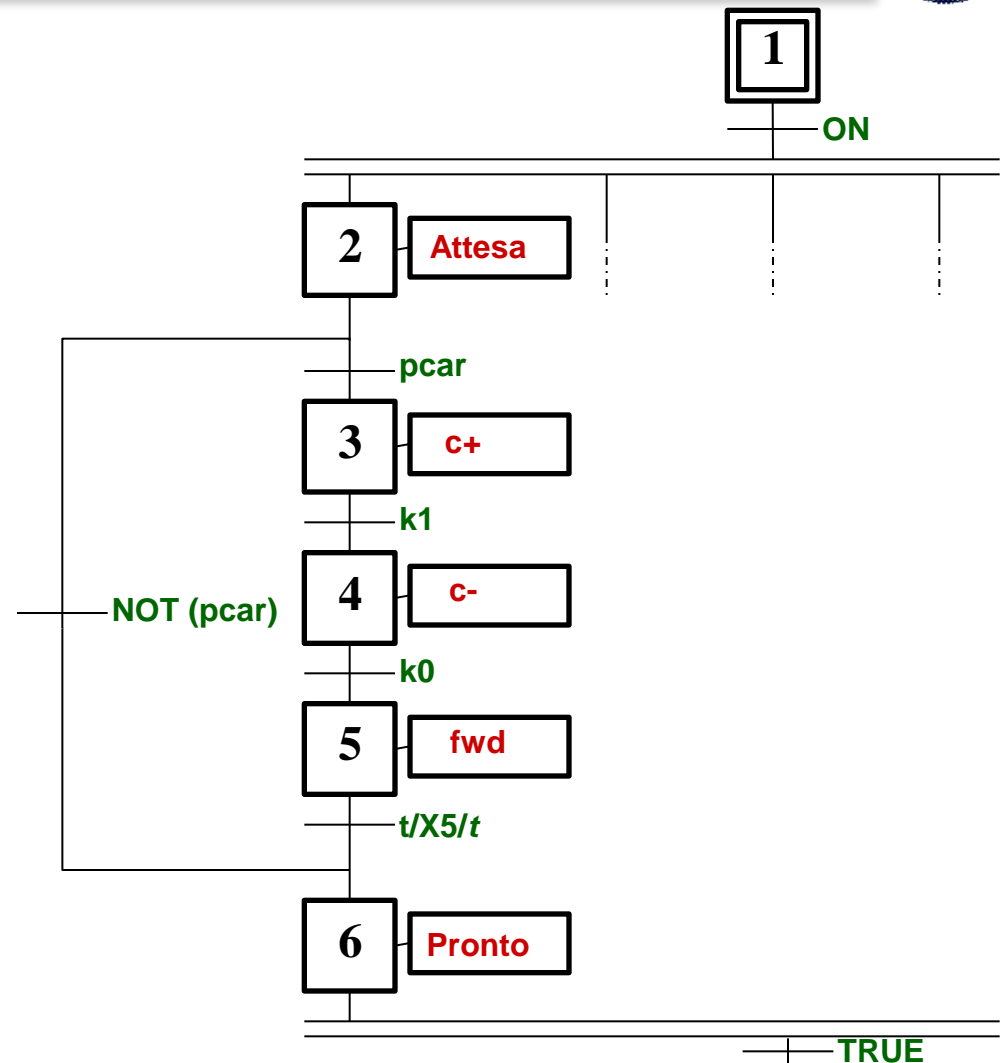 1
ON
2 Attesa
pcar
3 c+
k1
4 c-
NOT (pcar)
k0
5 fwd
t/X5/t
6 Pronto
TRUE